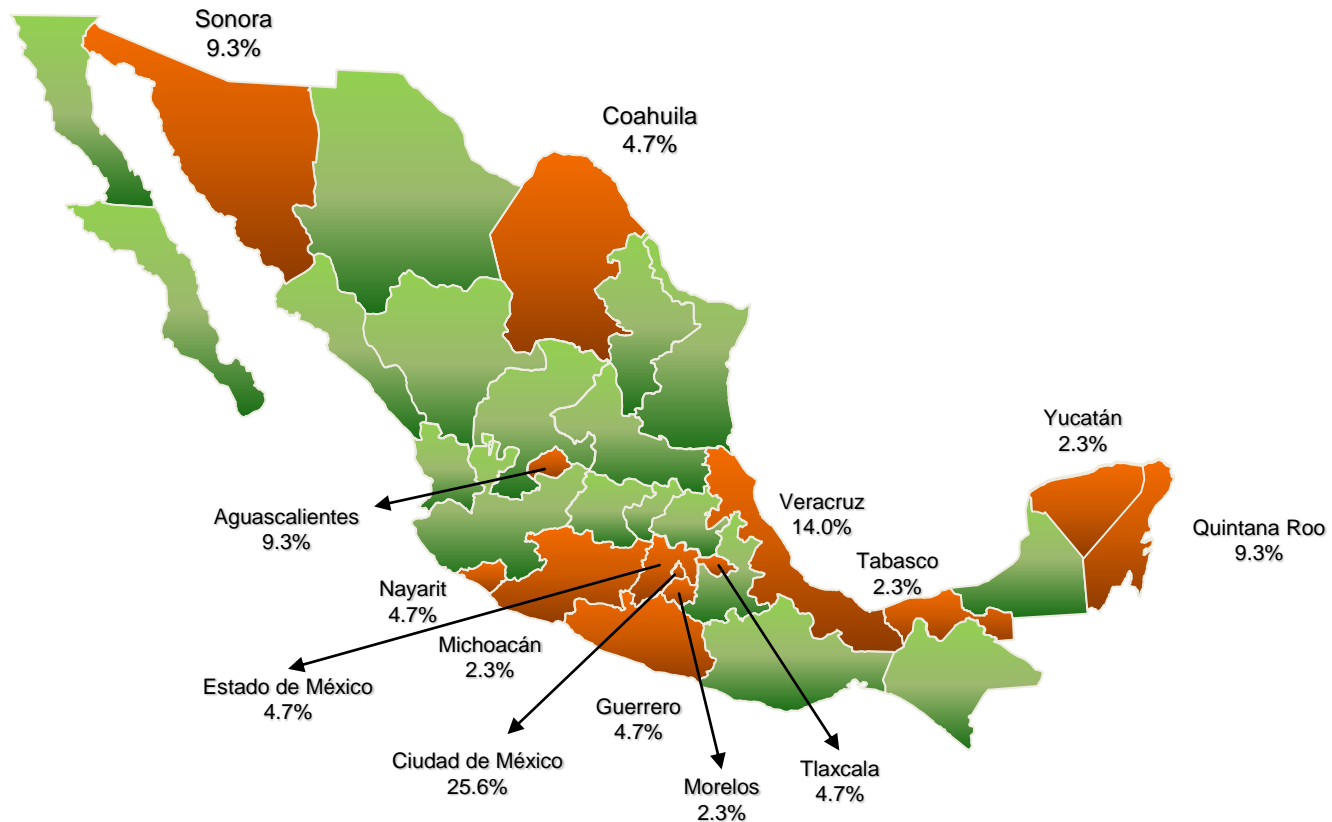 Sonora
9.3%
Coahuila
4.7%
Yucatán
2.3%
Veracruz
14.0%
Quintana Roo
9.3%
Aguascalientes
9.3%
Tabasco
2.3%
Nayarit
4.7%
Michoacán
2.3%
Estado de México
4.7%
Guerrero
4.7%
Ciudad de México
25.6%
Tlaxcala
4.7%
Morelos
2.3%